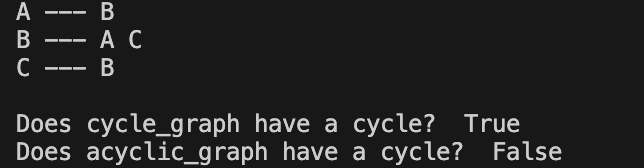 A --- B
B --- A C
C --- B
Does cycle_graph have a cycle?  True
Does acyclic_graph have a cycle?  False